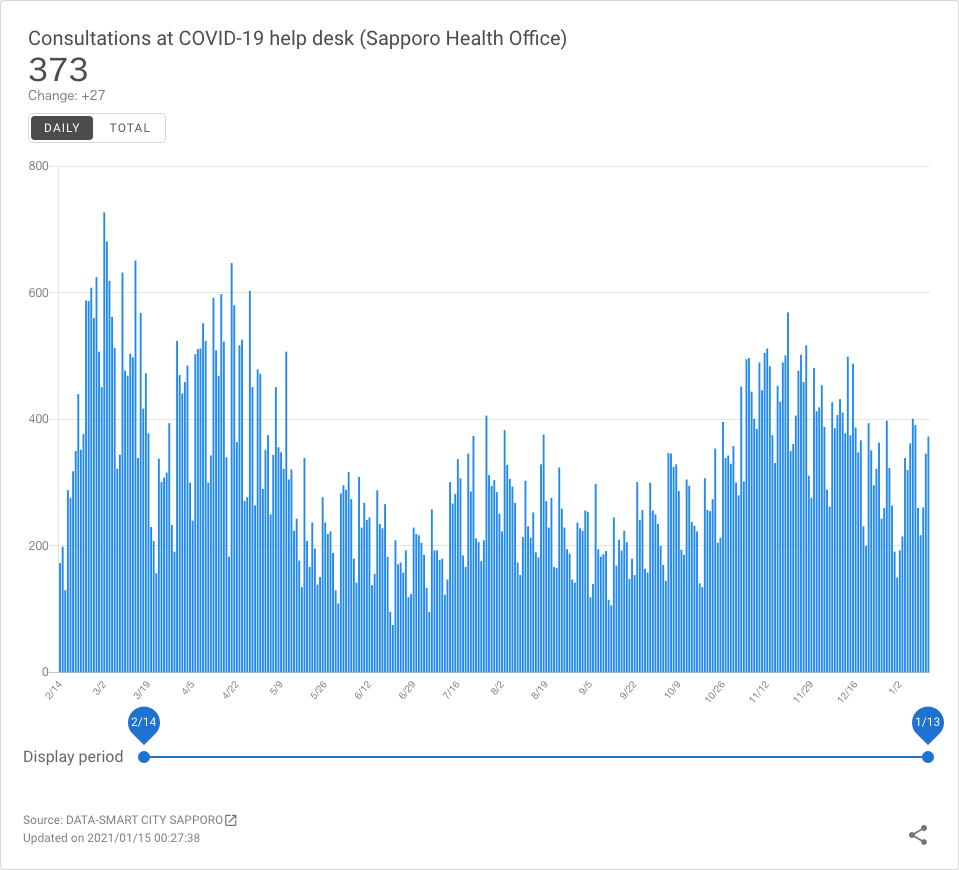 Consultations at COVID-19 help desk (Sapporo Health Office)
373
Change: +27
DAILY TOTAL
800
600
400
200
0
2/14 3/2 3/19 4/5 4/22 5/9 5/26 6/12 6/29 7/16 8/2 8/19 9/5 9/22 10/9 10/26 11/12 11/29 12/16 1/2
2/14 1/13
Display period
Source: DATA-SMART CITY SAPPORO
Updated on 2021/01/15 00:27:38